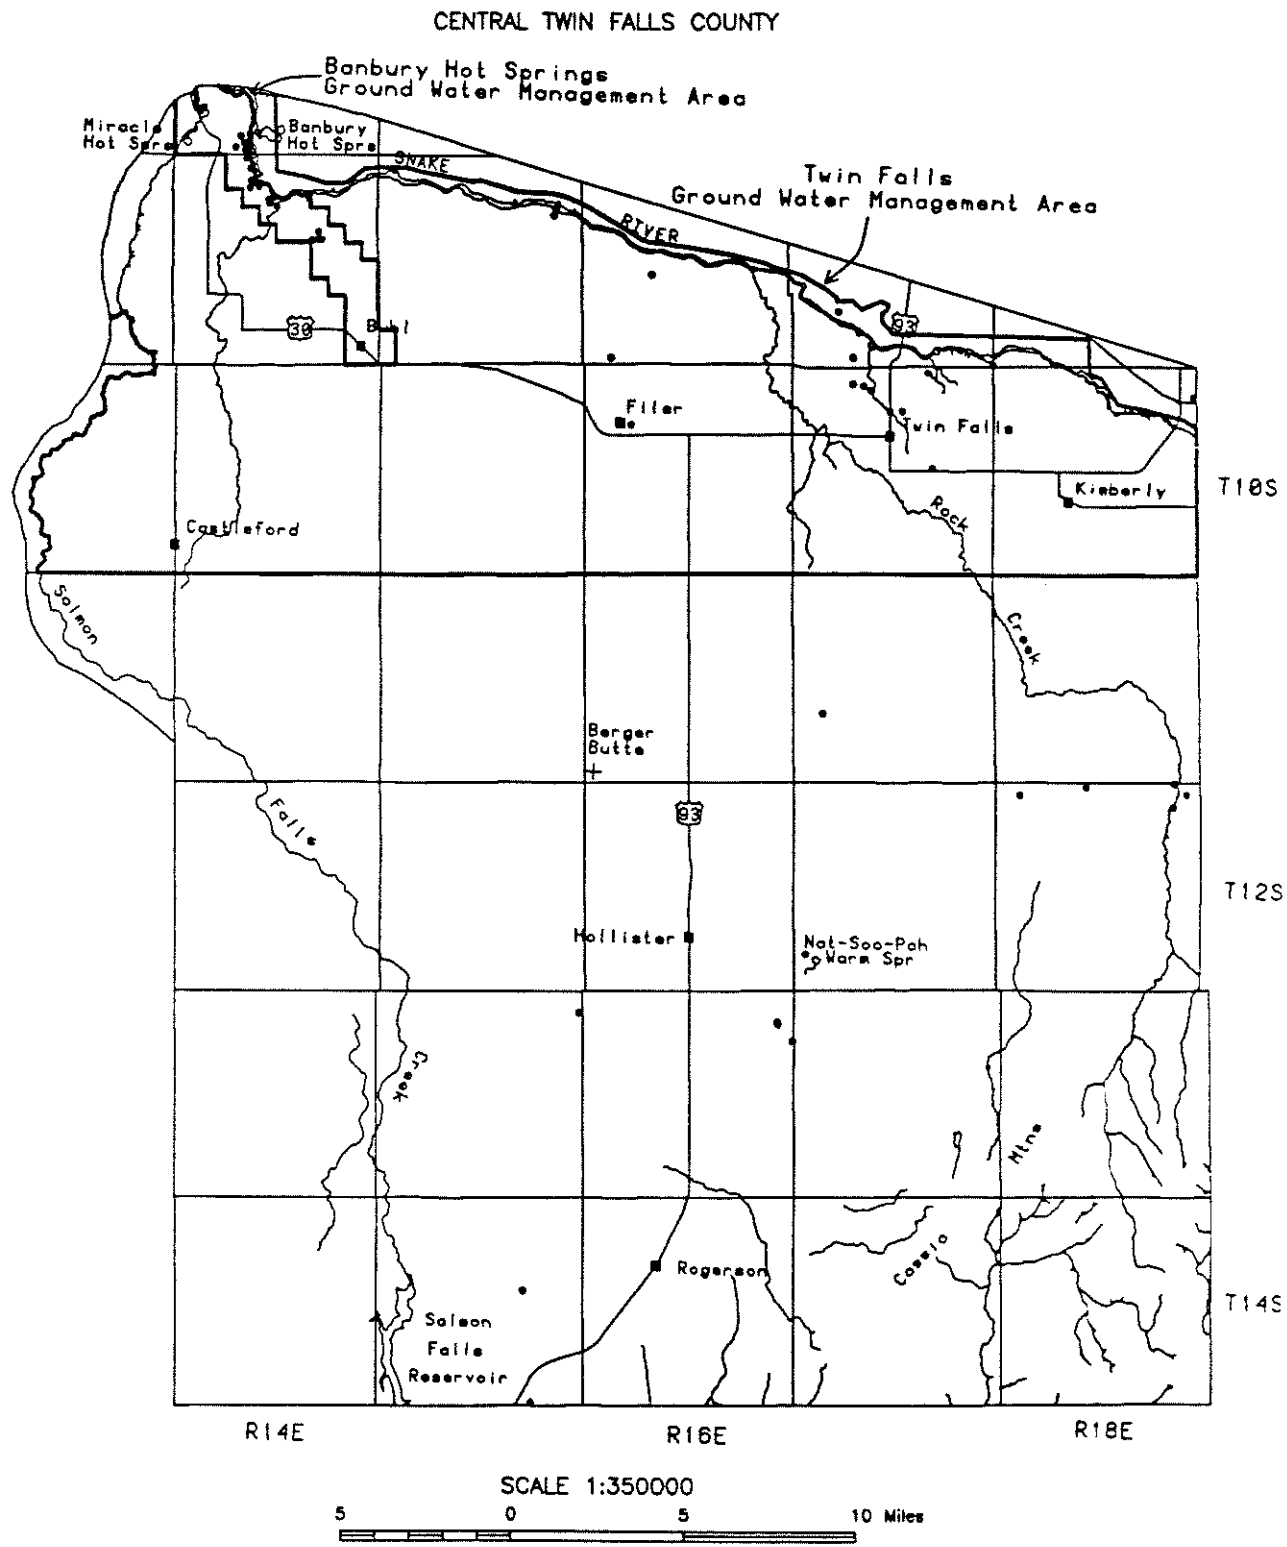 CENTRAL TWIN FALLS COUNTY
Banbury Hot Springs
Ground Water Management Area
Miracle
Hot Sprs
Banbury
Hot Sprs
SNAKE
RIVER
Twin Falls
Ground Water Management Area
93
30
Buhl
Filer
Twin Falls
Kimberly
T10S
Castleford
Rock
Creek
Salmon
Falls
Creek
Berger
Butte
93
T12S
Hollister
Nat-Soo-Pah
Warm Spr
Mtns
Cassia
Rogerson
T14S
Salmon
Falls
Reservoir
R14E
R16E
R18E
SCALE 1:350000
5 0 5 10 Miles